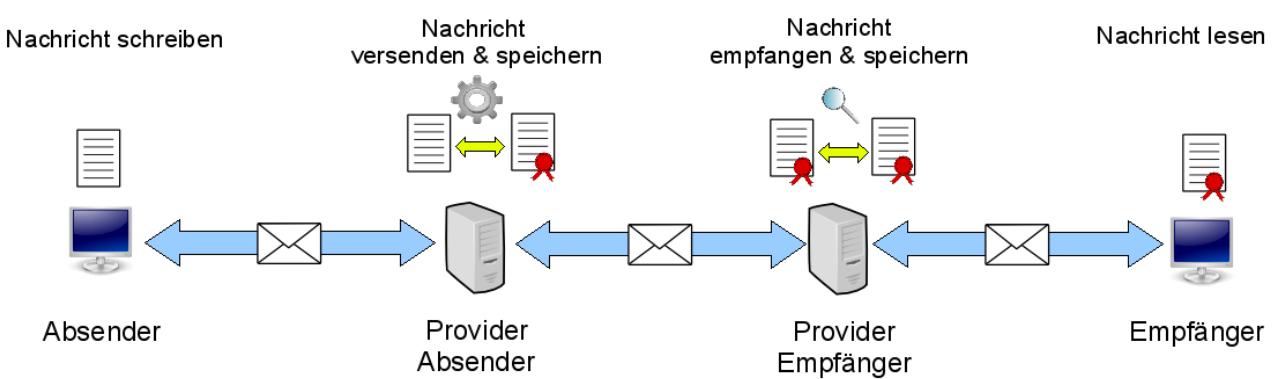 Nachricht schreiben
Nachricht
versenden & speichern
Nachricht
empfangen & speichern
Nachricht lesen
Absender
Provider
Absender
Provider
Empfänger
Empfänger